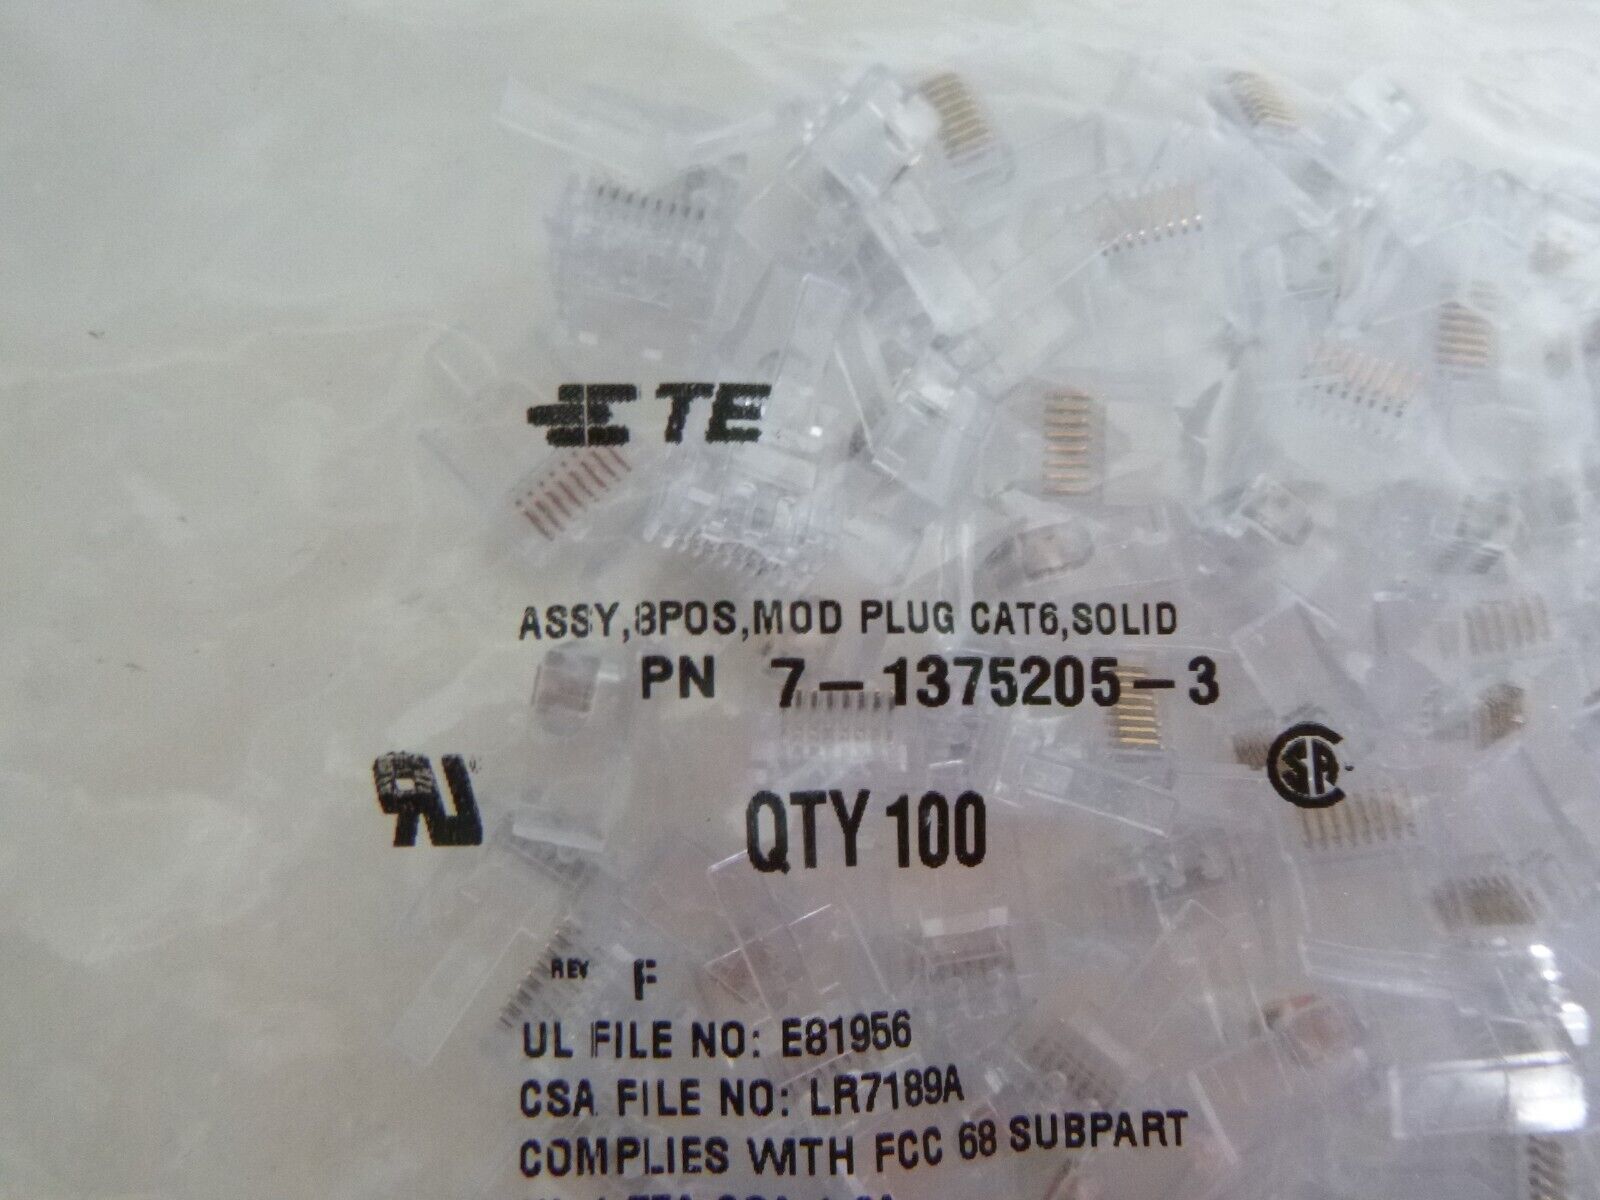 TE
ASSY,8POS,MOD PLUG CAT6,SOLID
PN 7-1375205-3
QTY 100
REV F
UL FILE NO: E81956
CSA FILE NO: LR7189A
COMPLIES WITH FCC 68 SUBPART